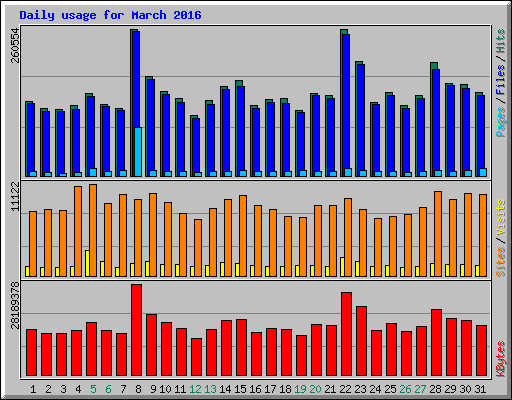 Daily usage for March 2016
260554
Pages / Files / Hits
11122
Sites / Visits
28189378
KBytes
1 2 3 4 5 6 7 8 9 10 11 12 13 14 15 16 17 18 19 20 21 22 23 24 25 26 27 28 29 30 31